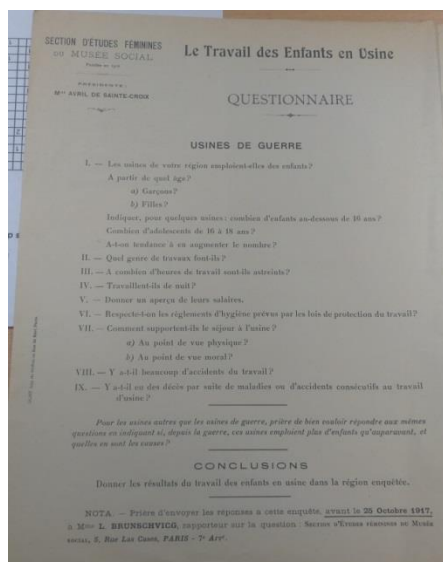 SECTION D'ÉTUDES FEMININES
DU MUSÉE SOCIAL
PRÉSIDENTE:
Mme AVRIL DE SAINTE-CROIX
Le Travail des Enfants en Usine
QUESTIONNAIRE
USINES DE GUERRE
I. — Les usines de votre région emploient-elles des enfants?
A partir de quel âge?
a) Garçons?
b) Filles?
Indiquer, pour quelques usines: combien d'enfants au-dessous de 16 ans?
Combien d'adolescents de 16 à 18 ans?
A-t-on tendance à en augmenter le nombre?
II. — Quel genre de travaux font-ils?
III. — A combien d'heures de travail sont-ils astreints?
IV. — Travaillent-ils de nuit?
V. — Donner un aperçu de leurs salaires.
VI. — Respecte-t-on les règlements d'hygiène prévus par les lois de protection du travail?
VII. — Comment supportent-ils le séjour à l'usine?
a) Au point de vue physique?
b) Au point de vue moral?
VIII. — Y a-t-il beaucoup d'accidents du travail?
IX. — Y a-t-il eu des décès par suite de maladies ou d'accidents consécutifs au travail
d'usine?
Pour les usines autres que les usines de guerre, prière de bien vouloir répondre aux mêmes
questions en indiquant si, depuis la guerre, ces usines emploient plus d'enfants qu'auparavant, et
quelles en sont les causes?
CONCLUSIONS
Donner les résultats du travail des enfants en usine dans la région enquêtée.
NOTA. — Prière d'envoyer les réponses a cette enquête, avant le 25 Octobre 1917,
à Mme L. BRUNSCHVICG, rapporteur sur la question: SECTION D'ÉTUDES FÉMININES DU MUSÉE
SOCIAL, 5, Rue Las Cases, PARIS - 7e Arrt.